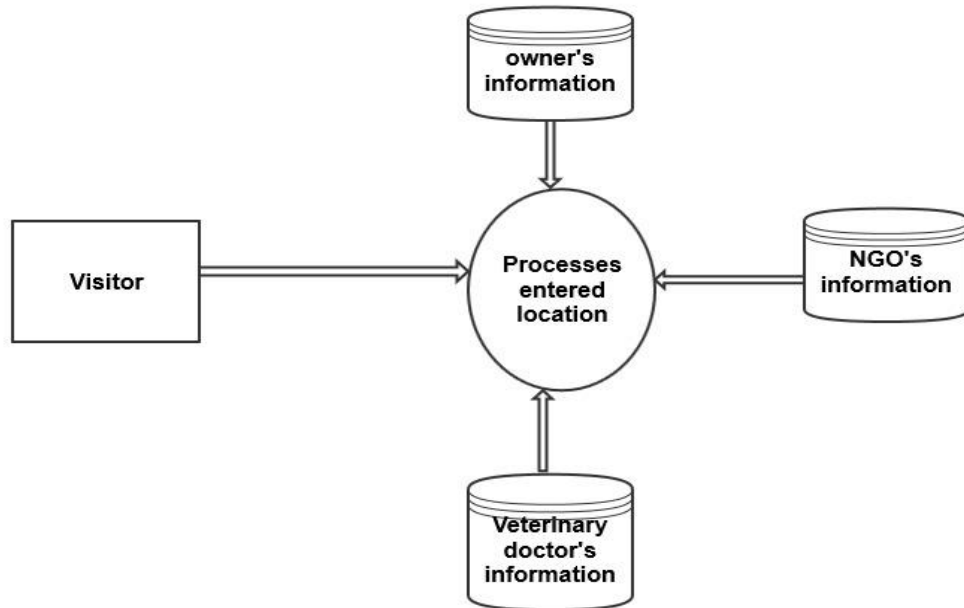 owner's
information
Visitor
Processes
entered
location
NGO's
information
Veterinary
doctor's
information